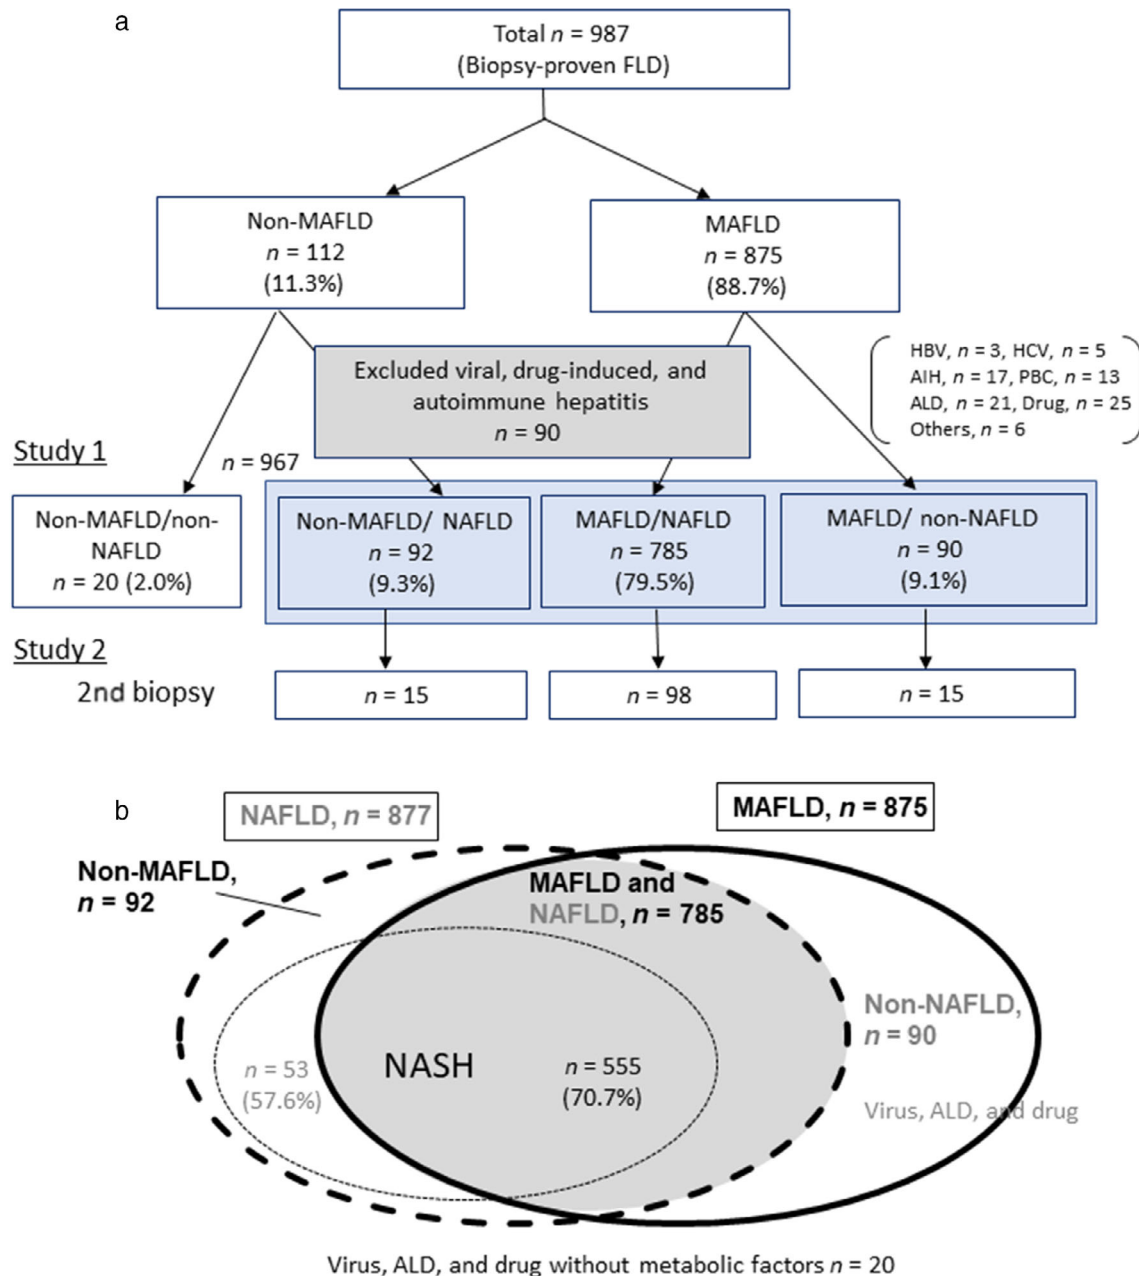 a
Total n = 987
(Biopsy-proven FLD)
Non-MAFLD
n = 112
(11.3%)
MAFLD
n = 875
(88.7%)
HBV, n = 3, HCV, n = 5
AIH, n = 17, PBC, n = 13
ALD, n = 21, Drug, n = 25
Others, n = 6
Excluded viral, drug-induced, and
autoimmune hepatitis
n = 90
Study 1
n = 967
Non-MAFLD/non-
NAFLD
n = 20 (2.0%)
Non-MAFLD/ NAFLD
n = 92
(9.3%)
MAFLD/NAFLD
n = 785
(79.5%)
MAFLD/ non-NAFLD
n = 90
(9.1%)
Study 2
2nd biopsy
n = 15
n = 98
n = 15
b
NAFLD, n = 877
MAFLD, n = 875
Non-MAFLD,
n = 92
MAFLD and
NAFLD, n = 785
Non-NAFLD,
n = 90
NASH
n = 53
(57.6%)
n = 555
(70.7%)
Virus, ALD, and drug
Virus, ALD, and drug without metabolic factors n = 20